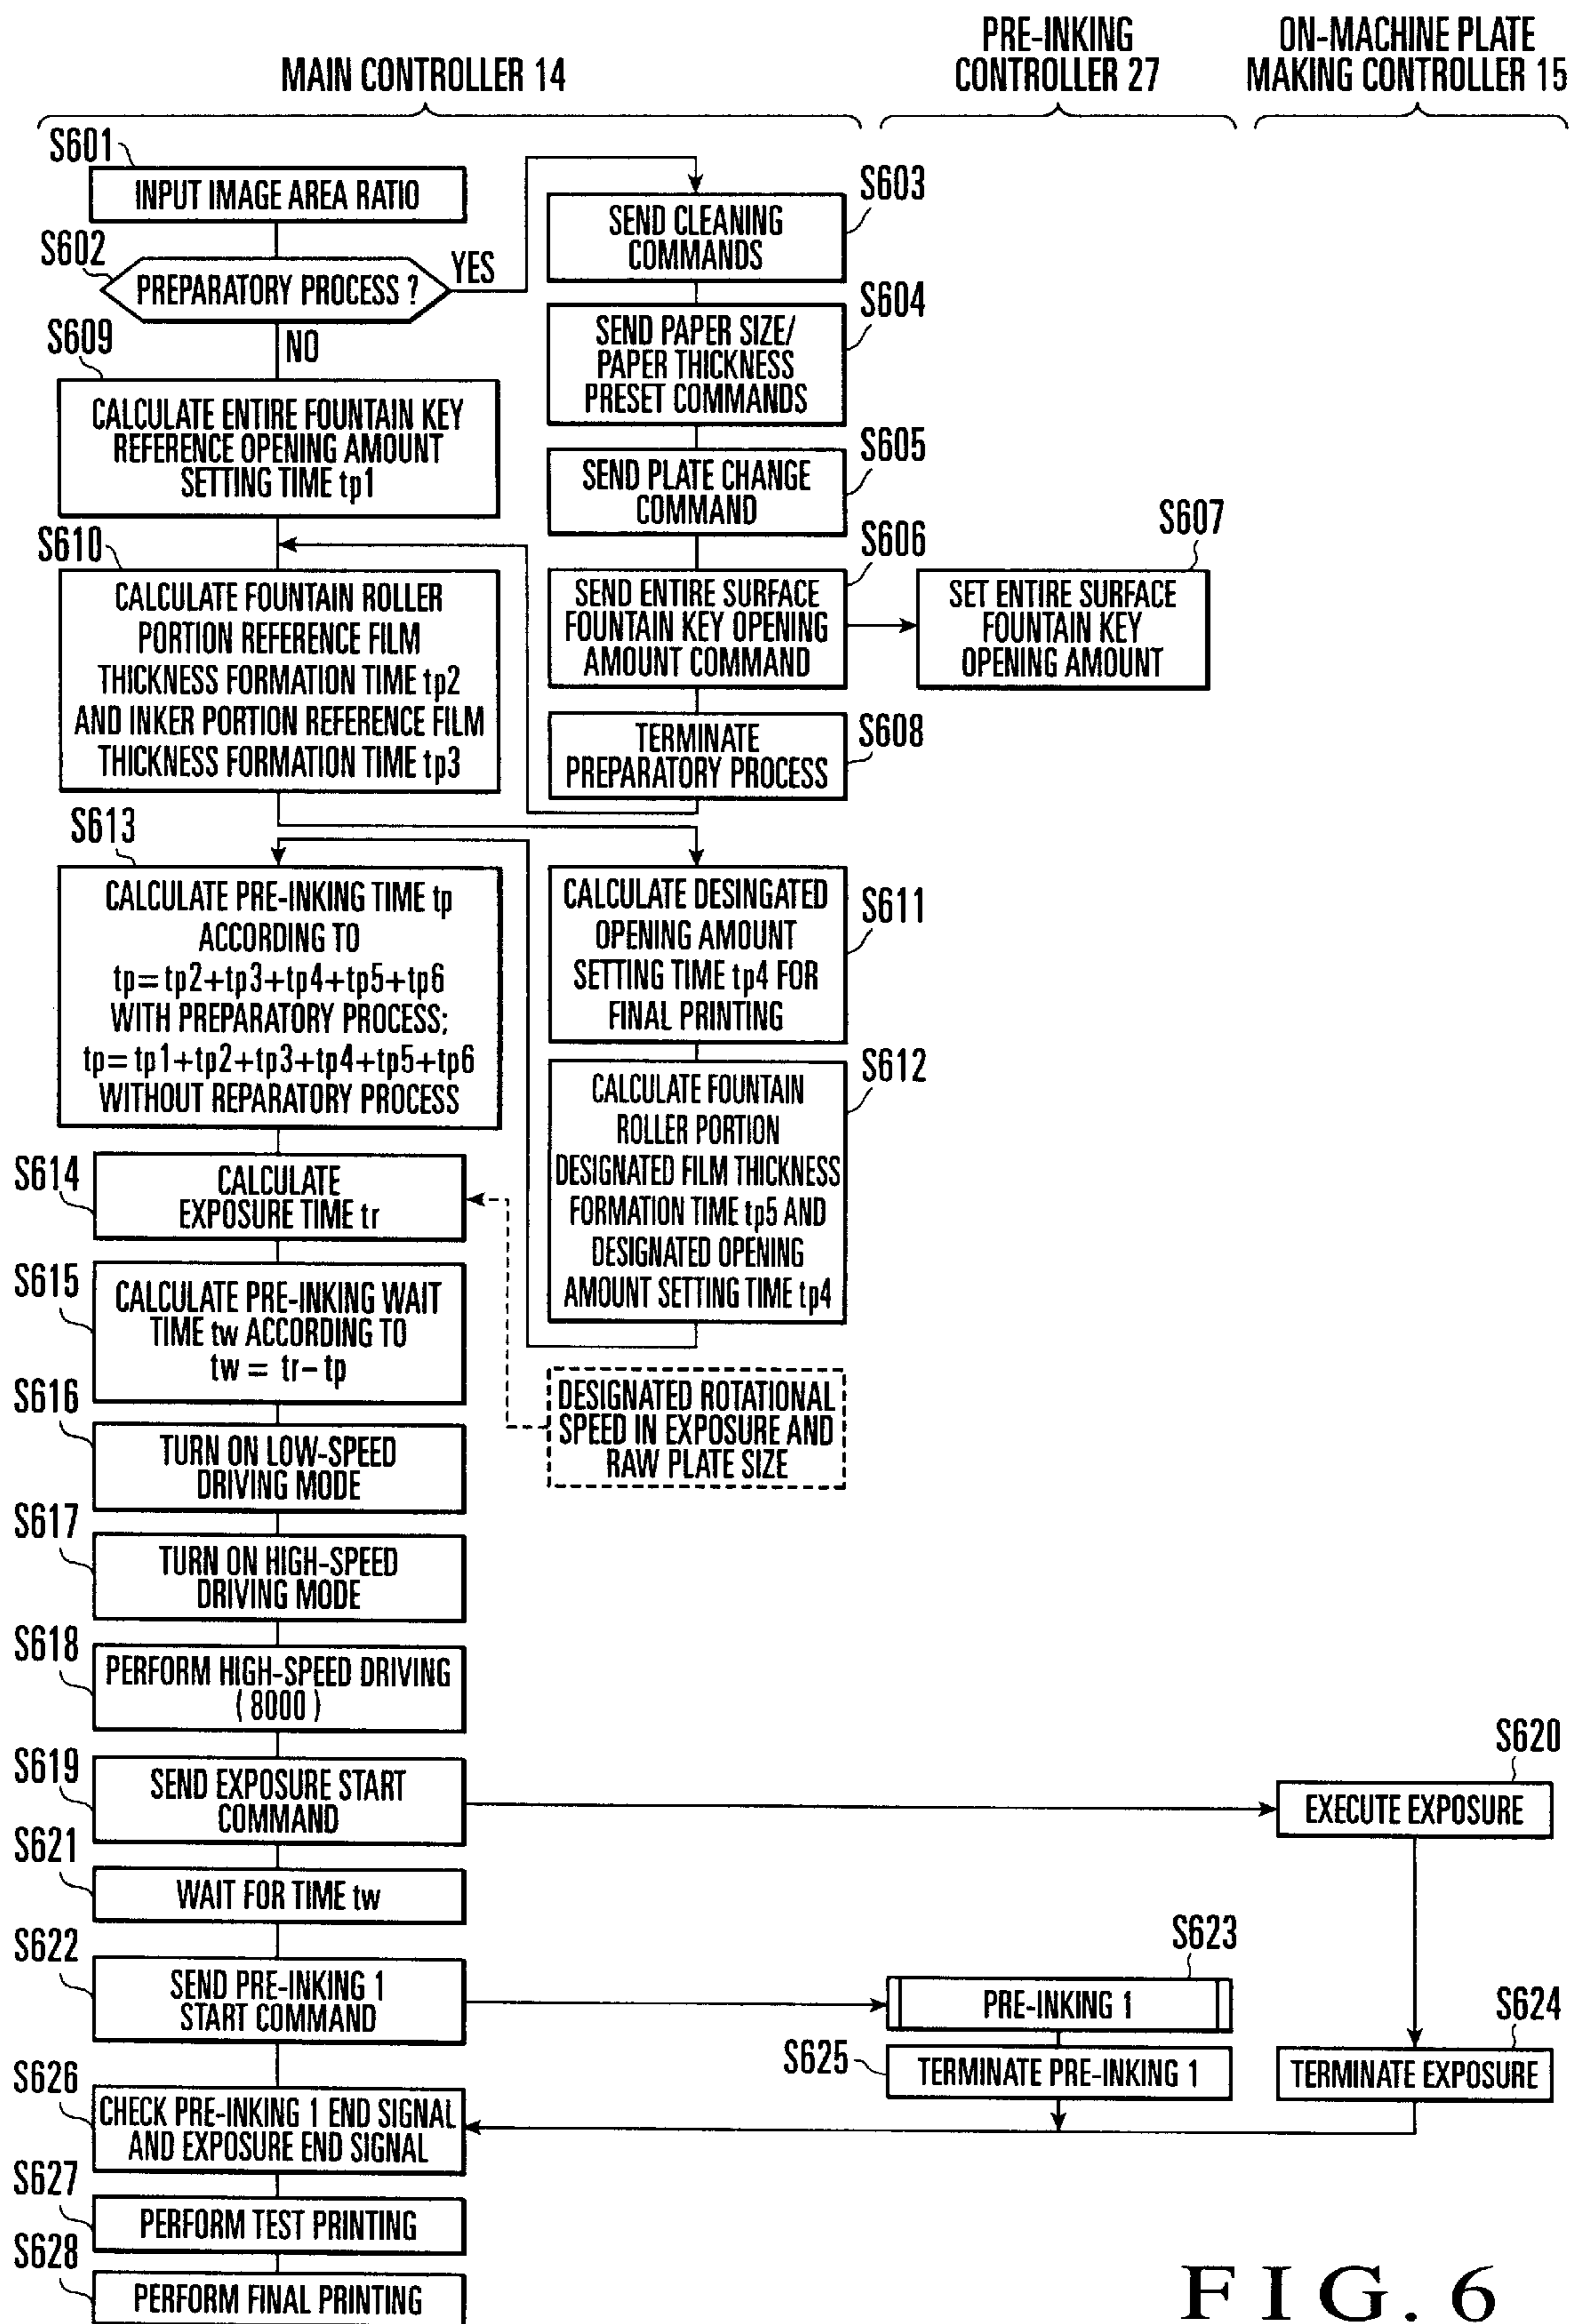 MAIN CONTROLLER 14
PRE-INKING
CONTROLLER 27
ON-MACHINE PLATE
MAKING CONTROLLER 15
S601
INPUT IMAGE AREA RATIO
S602
PREPARATORY PROCESS ?
YES
NO
S603
SEND CLEANING
COMMANDS
S604
SEND PAPER SIZE/
PAPER THICKNESS
PRESET COMMANDS
S605
SEND PLATE CHANGE
COMMAND
S606
SEND ENTIRE SURFACE
FOUNTAIN KEY OPENING
AMOUNT COMMAND
S607
SET ENTIRE SURFACE
FOUNTAIN KEY
OPENING AMOUNT
S608
TERMINATE
PREPARATORY PROCESS
S609
CALCULATE ENTIRE FOUNTAIN KEY
REFERENCE OPENING AMOUNT
SETTING TIME tp1
S610
CALCULATE FOUNTAIN ROLLER
PORTION REFERENCE FILM
THICKNESS FORMATION TIME tp2
AND INKER PORTION REFERENCE FILM
THICKNESS FORMATION TIME tp3
S611
CALCULATE DESINGATED
OPENING AMOUNT
SETTING TIME tp4 FOR
FINAL PRINTING
S612
CALCULATE FOUNTAIN
ROLLER PORTION
DESIGNATED FILM THICKNESS
FORMATION TIME tp5 AND
DESIGNATED OPENING
AMOUNT SETTING TIME tp4
S613
CALCULATE PRE-INKING TIME tp
ACCORDING TO
tp= tp2+tp3+tp4+tp5+tp6
WITH PREPARATORY PROCESS;
tp= tp1+tp2+tp3+tp4+tp5+tp6
WITHOUT REPARATORY PROCESS
S614
CALCULATE
EXPOSURE TIME tr
DESIGNATED ROTATIONAL
SPEED IN EXPOSURE AND
RAW PLATE SIZE
S615
CALCULATE PRE-INKING WAIT
TIME tw ACCORDING TO
tw = tr- tp
S616
TURN ON LOW-SPEED
DRIVING MODE
S617
TURN ON HIGH-SPEED
DRIVING MODE
S618
PERFORM HIGH-SPEED DRIVING
( 8000 )
S619
SEND EXPOSURE START
COMMAND
S620
EXECUTE EXPOSURE
S621
WAIT FOR TIME tw
S622
SEND PRE-INKING 1
START COMMAND
S623
PRE-INKING 1
S624
TERMINATE EXPOSURE
S625
TERMINATE PRE-INKING 1
S626
CHECK PRE-INKING 1 END SIGNAL
AND EXPOSURE END SIGNAL
S627
PERFORM TEST PRINTING
S628
PERFORM FINAL PRINTING
FIG. 6